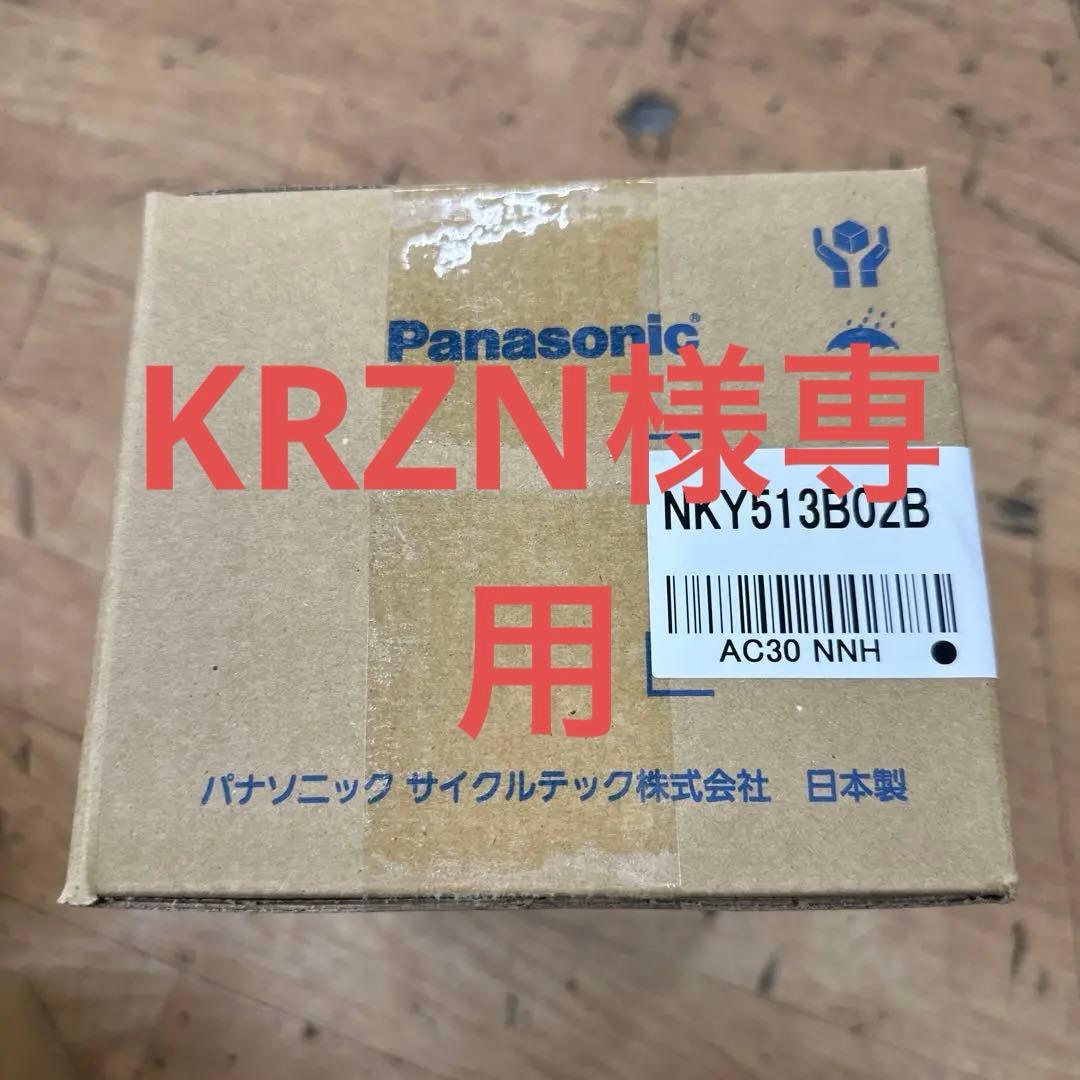 Panasonic®
KRZN様専
用
NKY513B02B
AC30 NNH
パナソニック サイクルテック株式会社 日本製